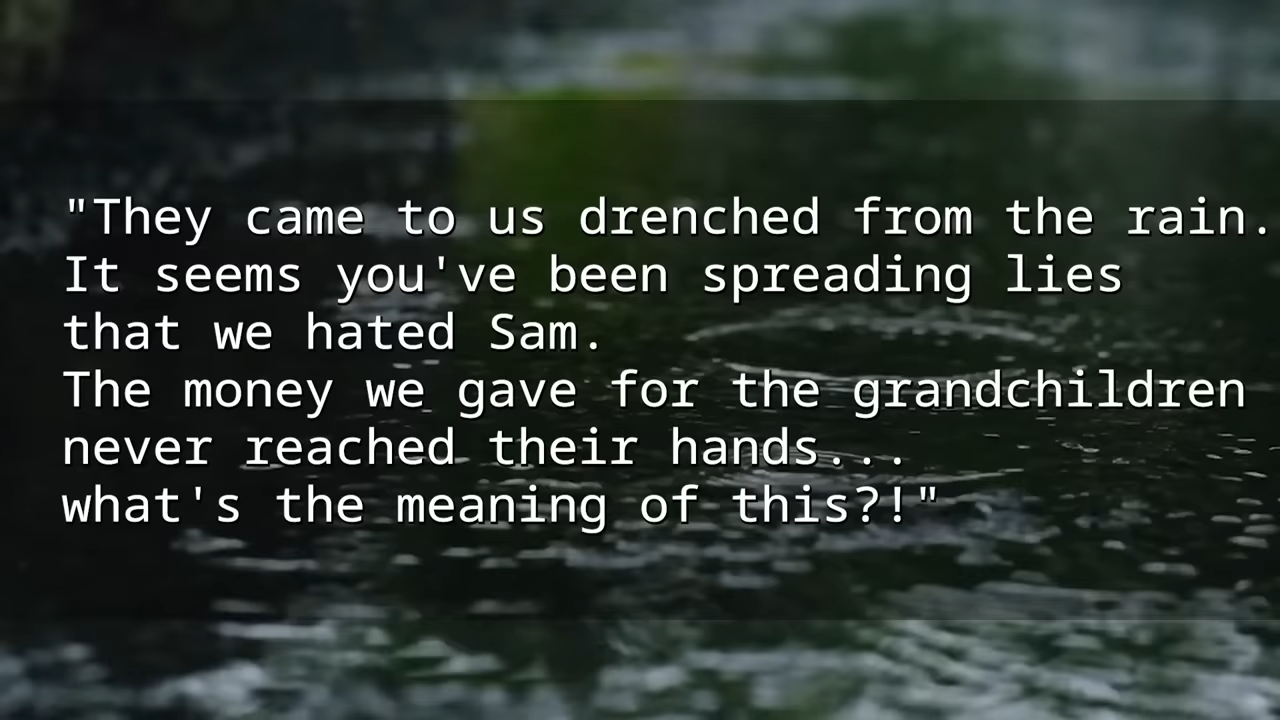 "They came to us drenched from the rain.
It seems you've been spreading lies
that we hated Sam.
The money we gave for the grandchildren
never reached their hands...
what's the meaning of this?!"